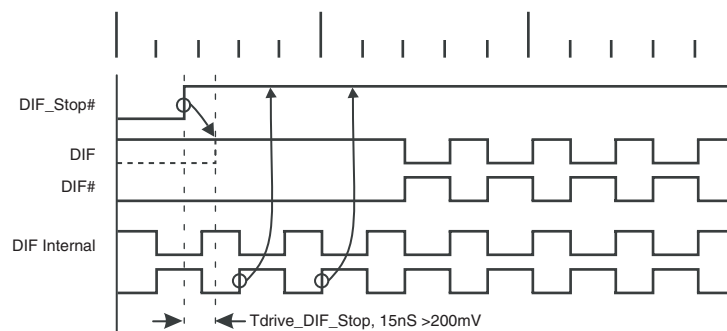 DIF_Stop#
DIF
DIF#
DIF Internal
Tdrive_DIF_Stop, 15nS >200mV